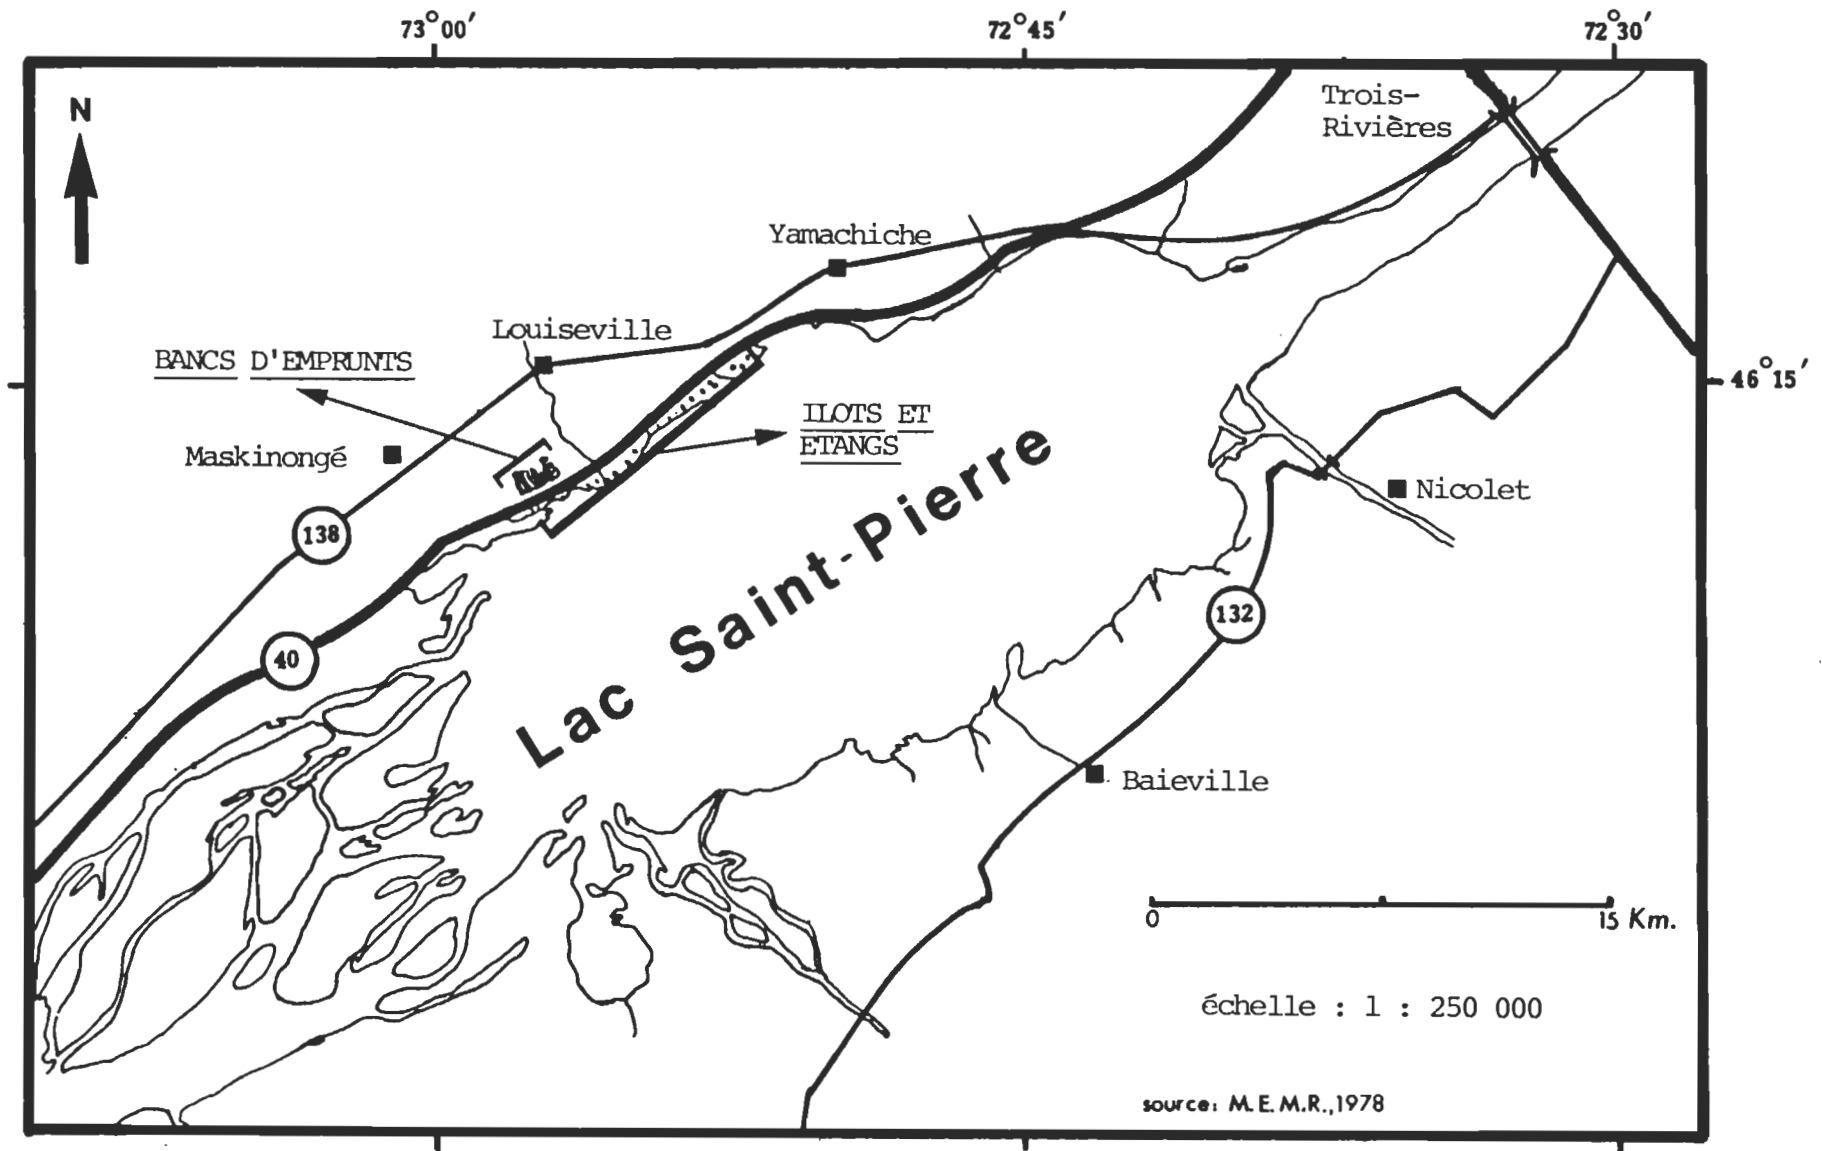 73°00′
72°45′
72°30′
N
Trois-
Rivières
Yamachiche
Louiseville
BANCS D'EMPRUNTS
46°15′
ILOTS ET
ETANGS
Maskinongé
Nicolet
138
Lac Saint-Pierre
132
40
Baieville
0
15 Km.
échelle : 1 : 250 000
source: M.E.M.R.,1978